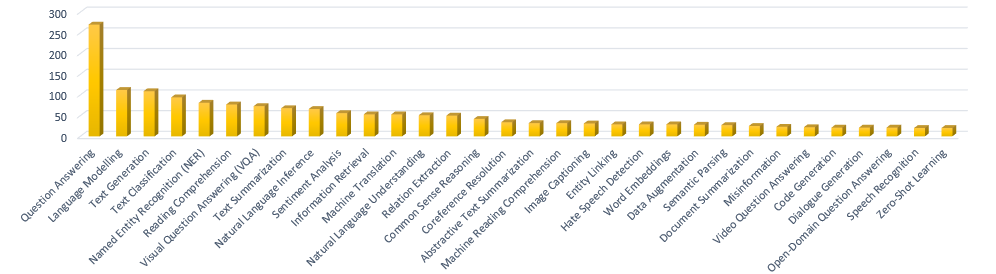 300
250
200
150
100
50
0
Question Answering
Language Modelling
Text Generation
Text Classification
Named Entity Recognition (NER)
Reading Comprehension
Visual Question Answering (VQA)
Text Summarization
Natural Language Inference
Sentiment Analysis
Information Retrieval
Machine Translation
Natural Language Understanding
Relation Extraction
Common Sense Reasoning
Coreference Resolution
Abstractive Text Summarization
Machine Reading Comprehension
Image Captioning
Entity Linking
Hate Speech Detection
Word Embeddings
Data Augmentation
Semantic Parsing
Document Summarization
Misinformation
Video Question Answering
Code Generation
Dialogue Generation
Open-Domain Question Answering
Speech Recognition
Zero-Shot Learning